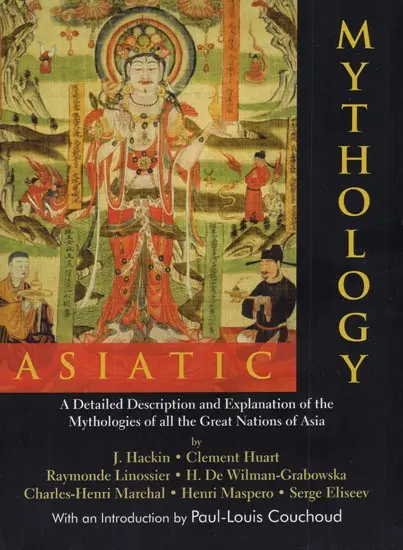 MYTHOLOGY
ASIATIC
A Detailed Description and Explanation of the
Mythologies of all the Great Nations of Asia
by
J. Hackin • Clement Huart
Raymonde Linossier • H. De Wilman-Grabowska
Charles-Henri Marchal • Henri Maspero • Serge Eliseev
With an Introduction by Paul-Louis Couchoud